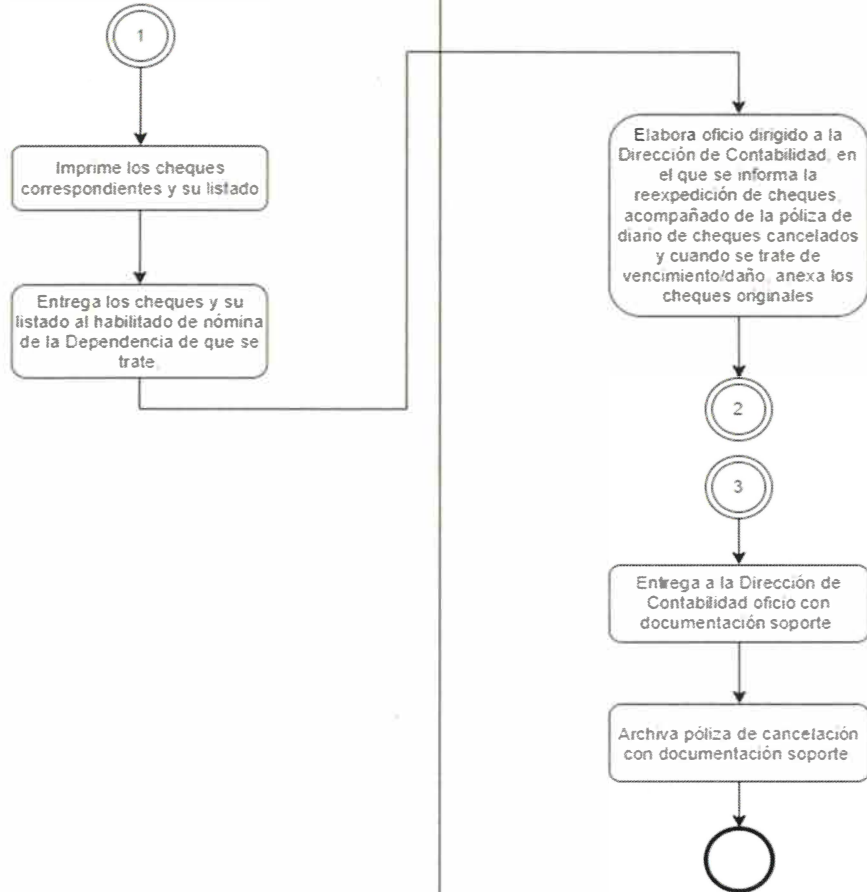 1
Imprime los cheques
correspondientes y su listado
Entrega los cheques y su
listado al habilitado de nómina
de la Dependencia de que se
trate
Elabora oficio dirigido a la
Dirección de Contabilidad, en
el que se informa la
reexpedición de cheques,
acompañado de la póliza de
diario de cheques cancelados
y cuando se trate de
vencimiento/daño, anexa los
cheques originales
2
3
Entrega a la Dirección de
Contabilidad oficio con
documentación soporte
Archiva póliza de cancelación
con documentación soporte